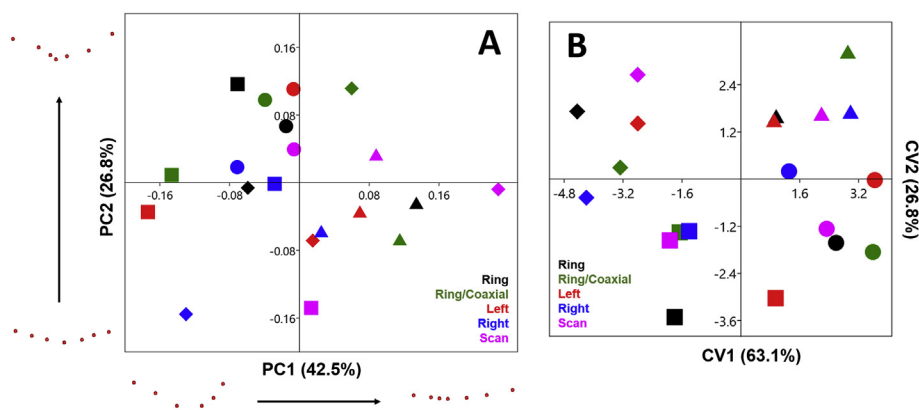 A
0.16
0.08
-0.16
-0.08
0.08
0.16
-0.08
-0.16
PC2 (26.8%)
Ring
Ring/Coaxial
Left
Right
Scan
PC1 (42.5%)
B
2.4
1.2
-4.8
-3.2
-1.6
1.6
3.2
-1.2
-2.4
-3.6
CV2 (26.8%)
Ring
Ring/Coaxial
Left
Right
Scan
CV1 (63.1%)